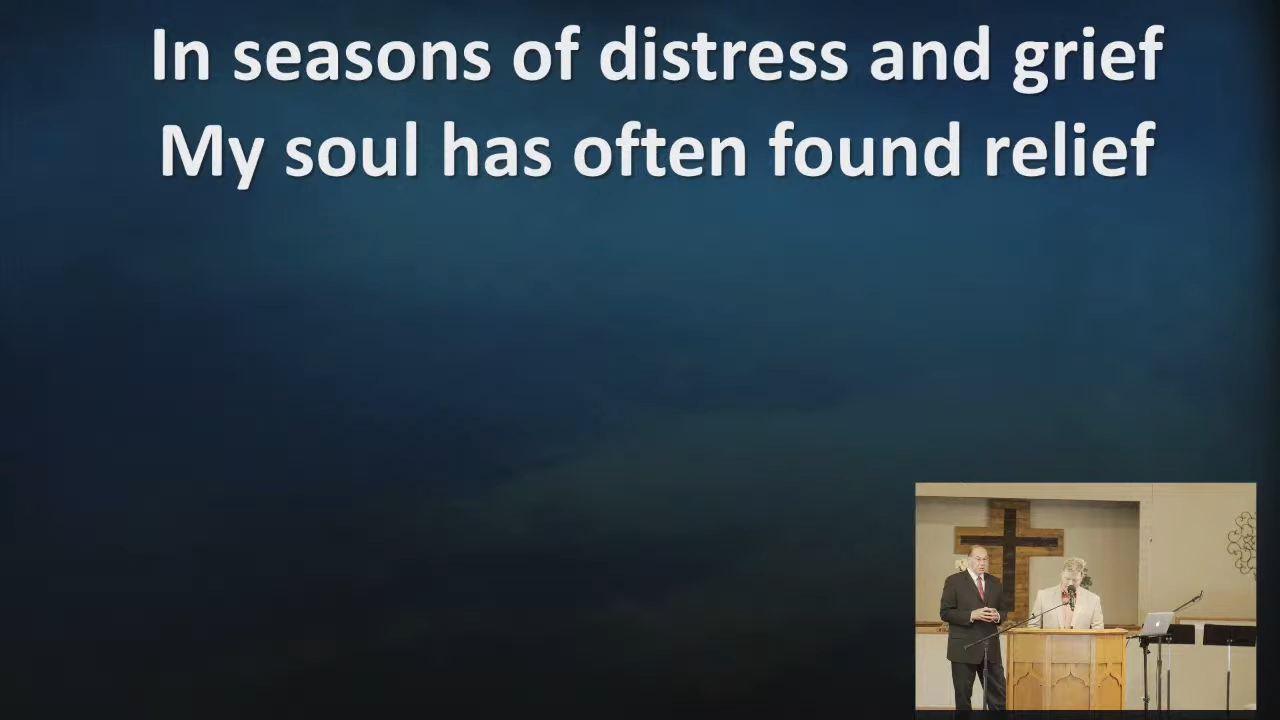 In seasons of distress and grief
My soul has often found relief